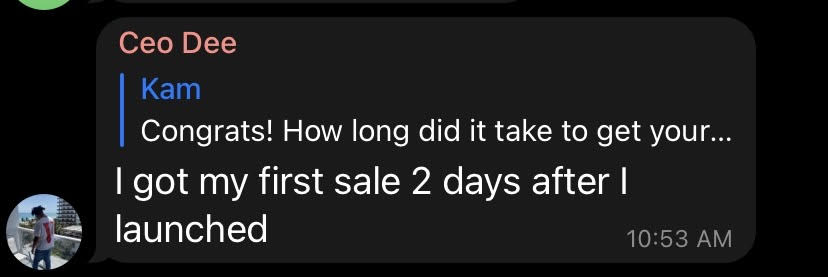 Ceo Dee
Kam
Congrats! How long did it take to get your...
I got my first sale 2 days after I
launched
10:53 AM